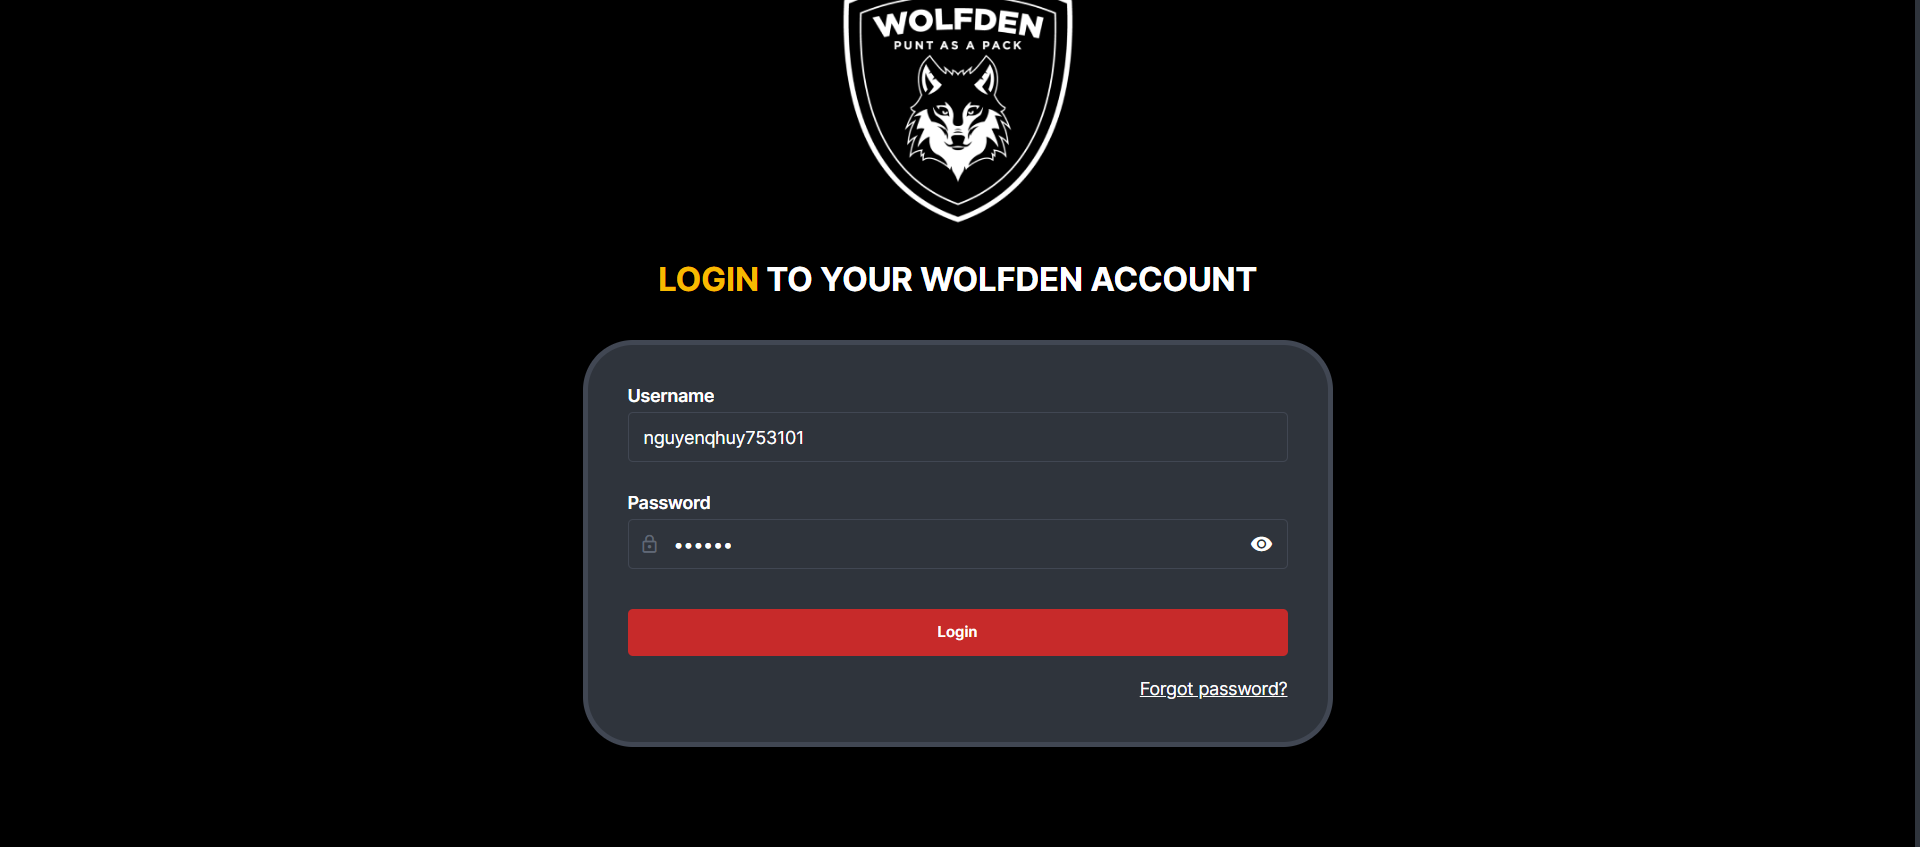 WOLFDEN
PUNT AS A PACK
LOGIN TO YOUR WOLFDEN ACCOUNT
Username
nguyenqhuy753101
Password
••••••
Login
Forgot password?